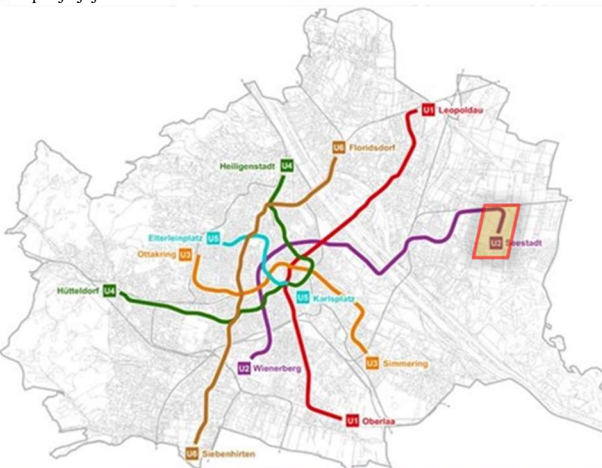 U1 Leopoldau
U6 Floridsdorf
Heiligenstadt U4
Elterleinplatz U5
Ottakring U3
U2 Seestadt
Hütteldorf U4
U5 Karlsplatz
U2 Wienerberg
U3 Simmering
U1 Oberlaa
U6 Siebenhirten